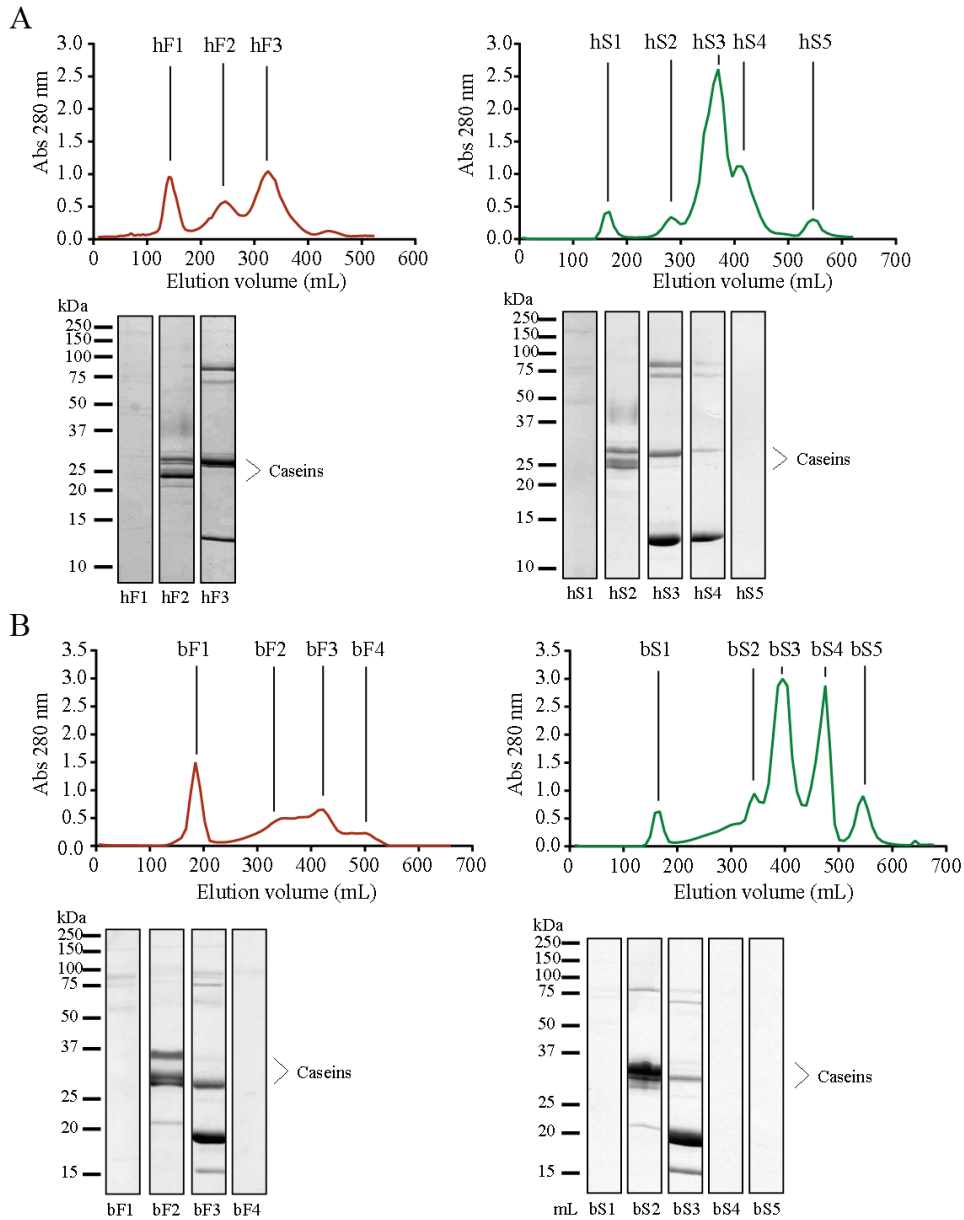 A
hF1 hF2 hF3
3.0
2.5
2.0
1.5
1.0
0.5
0.0
Abs 280 nm
0 100 200 300 400 500 600
Elution volume (mL)
hS1 hS2 hS3 hS4 hS5
3.0
2.5
2.0
1.5
1.0
0.5
0.0
Abs 280 nm
100 200 300 400 500 600 700
Elution volume (mL)
kDa
250
150
100
75
50
37
25
20
15
10
Caseins
hF1 hF2 hF3
kDa
250
150
100
75
50
37
25
20
15
10
Caseins
hS1 hS2 hS3 hS4 hS5
B
bF1 bF2 bF3 bF4
3.5
3.0
2.5
2.0
1.5
1.0
0.5
0.0
Abs 280 nm
0 100 200 300 400 500 600 700
Elution volume (mL)
bS1 bS2 bS3 bS4 bS5
3.5
3.0
1.5
2.0
1.5
1.0
0.5
0.0
Abs 280 nm
0 100 200 300 400 500 600 700
Elution volume (mL)
kDa
250
150
100
75
50
37
25
20
15
Caseins
bF1 bF2 bF3 bF4
kDa
250
150
100
75
50
37
25
20
15
Caseins
mL bS1 bS2 bS3 bS4 bS5